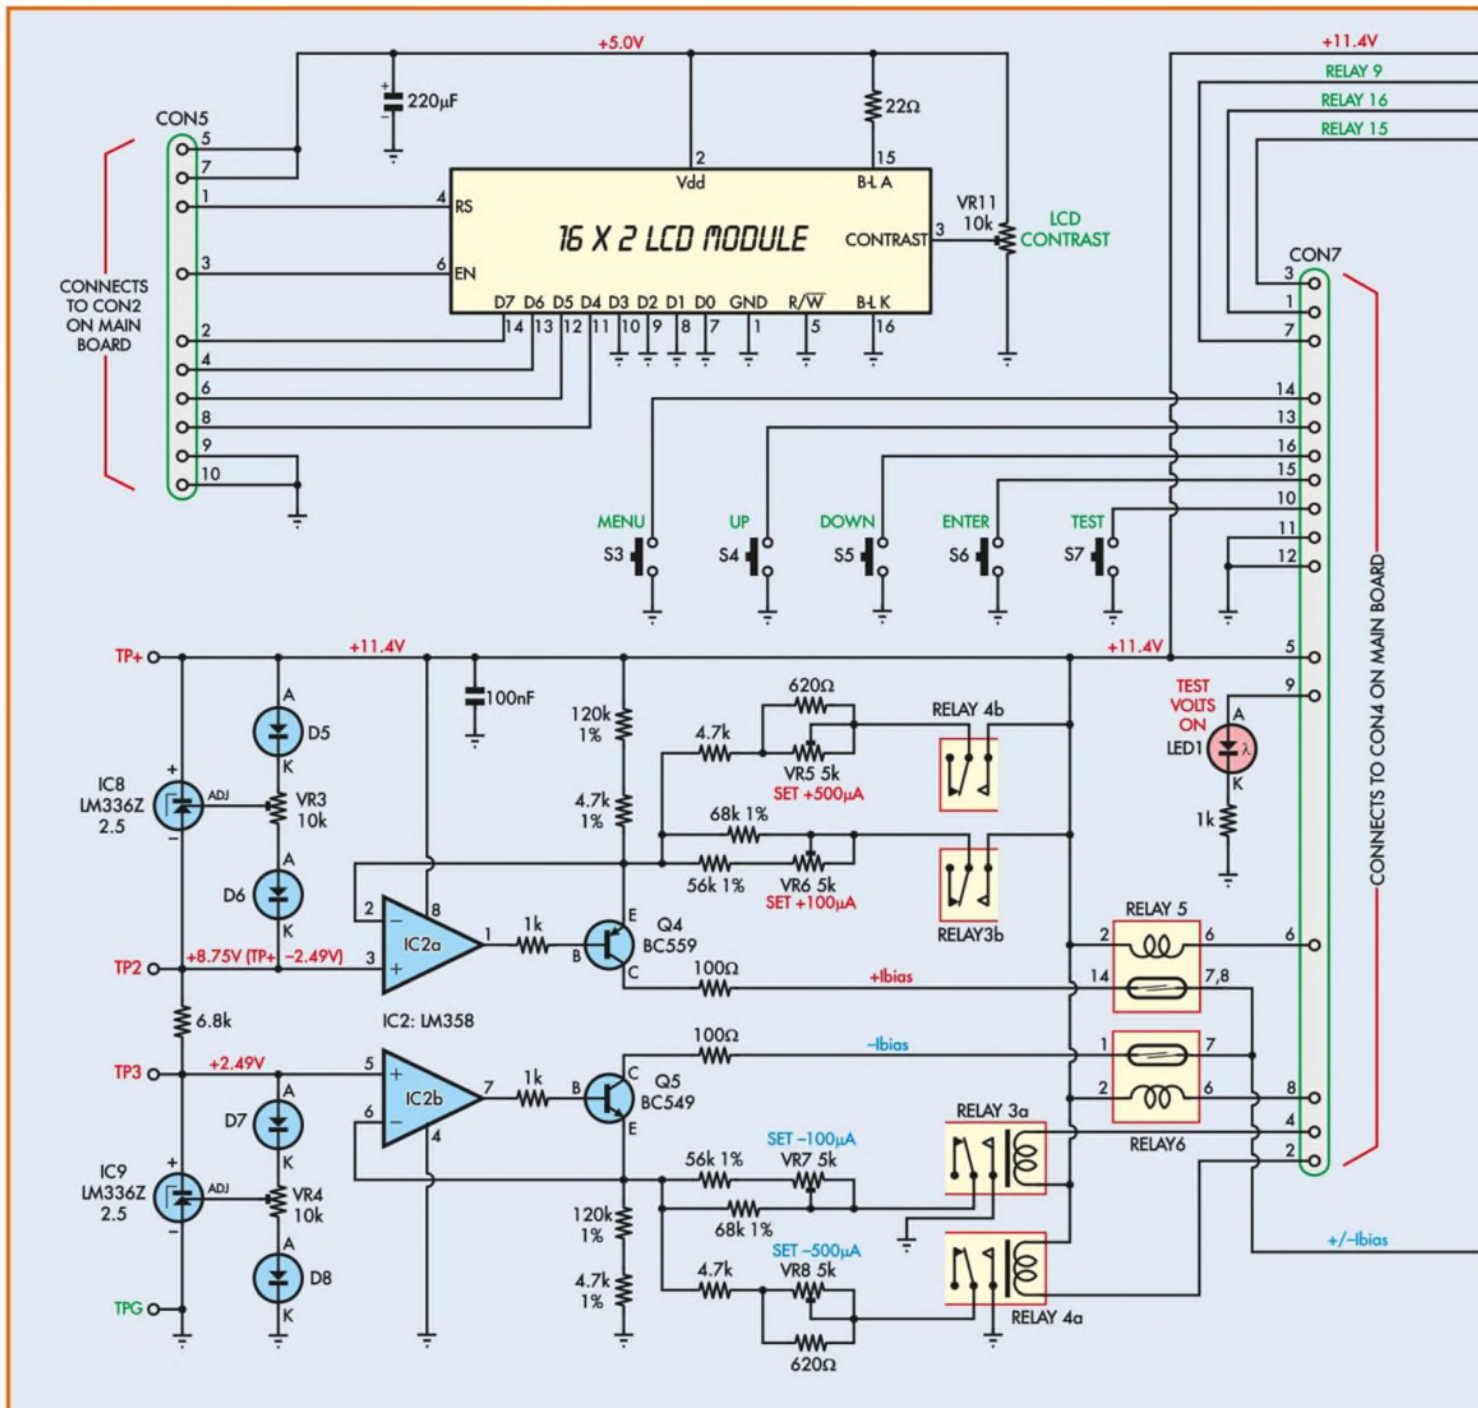 +5.0V
+11.4V
RELAY 9
220µF
22Ω
RELAY 16
CON5
RELAY 15
5
7
1
3
2
4
6
8
9
10
CONNECTS
TO CON2
ON MAIN
BOARD
2
15
Vdd
B-L A
4
RS
6
EN
16 X 2 LCD MODULE
CONTRAST
3
VR11
10k
LCD
CONTRAST
D7 D6 D5 D4 D3 D2 D1 D0 GND R/W B-L K
14 13 12 11 10 9 8 7 1 5 16
CON7
3
1
7
14
13
16
15
10
11
12
5
9
6
8
4
2
CONNECTS TO CON4 ON MAIN BOARD
MENU
S3
UP
S4
DOWN
S5
ENTER
S6
TEST
S7
TP+
+11.4V
+11.4V
100nF
A
D5
K
IC8
LM336Z
2.5
+
−
ADJ
VR3
10k
A
D6
K
120k
1%
4.7k
1%
620Ω
4.7k
VR5 5k
SET +500µA
RELAY 4b
68k 1%
56k 1%
VR6 5k
SET +100µA
RELAY3b
TEST
VOLTS
ON
A
LED1
λ
K
1k
TP2
+8.75V (TP+ −2.49V)
2
−
3
+
8
IC2a
1
1k
B
E
C
Q4
BC559
100Ω
+Ibias
RELAY 5
2
6
14
7,8
6.8k
IC2: LM358
TP3
+2.49V
5
+
6
−
IC2b
7
4
1k
B
C
E
Q5
BC549
100Ω
−Ibias
1
7
2
6
RELAY6
A
D7
K
IC9
LM336Z
2.5
+
−
ADJ
VR4
10k
A
D8
K
TPG
RELAY 3a
SET −100µA
56k 1%
VR7 5k
68k 1%
120k
1%
4.7k
1%
SET −500µA
4.7k
VR8 5k
620Ω
RELAY 4a
+/−Ibias